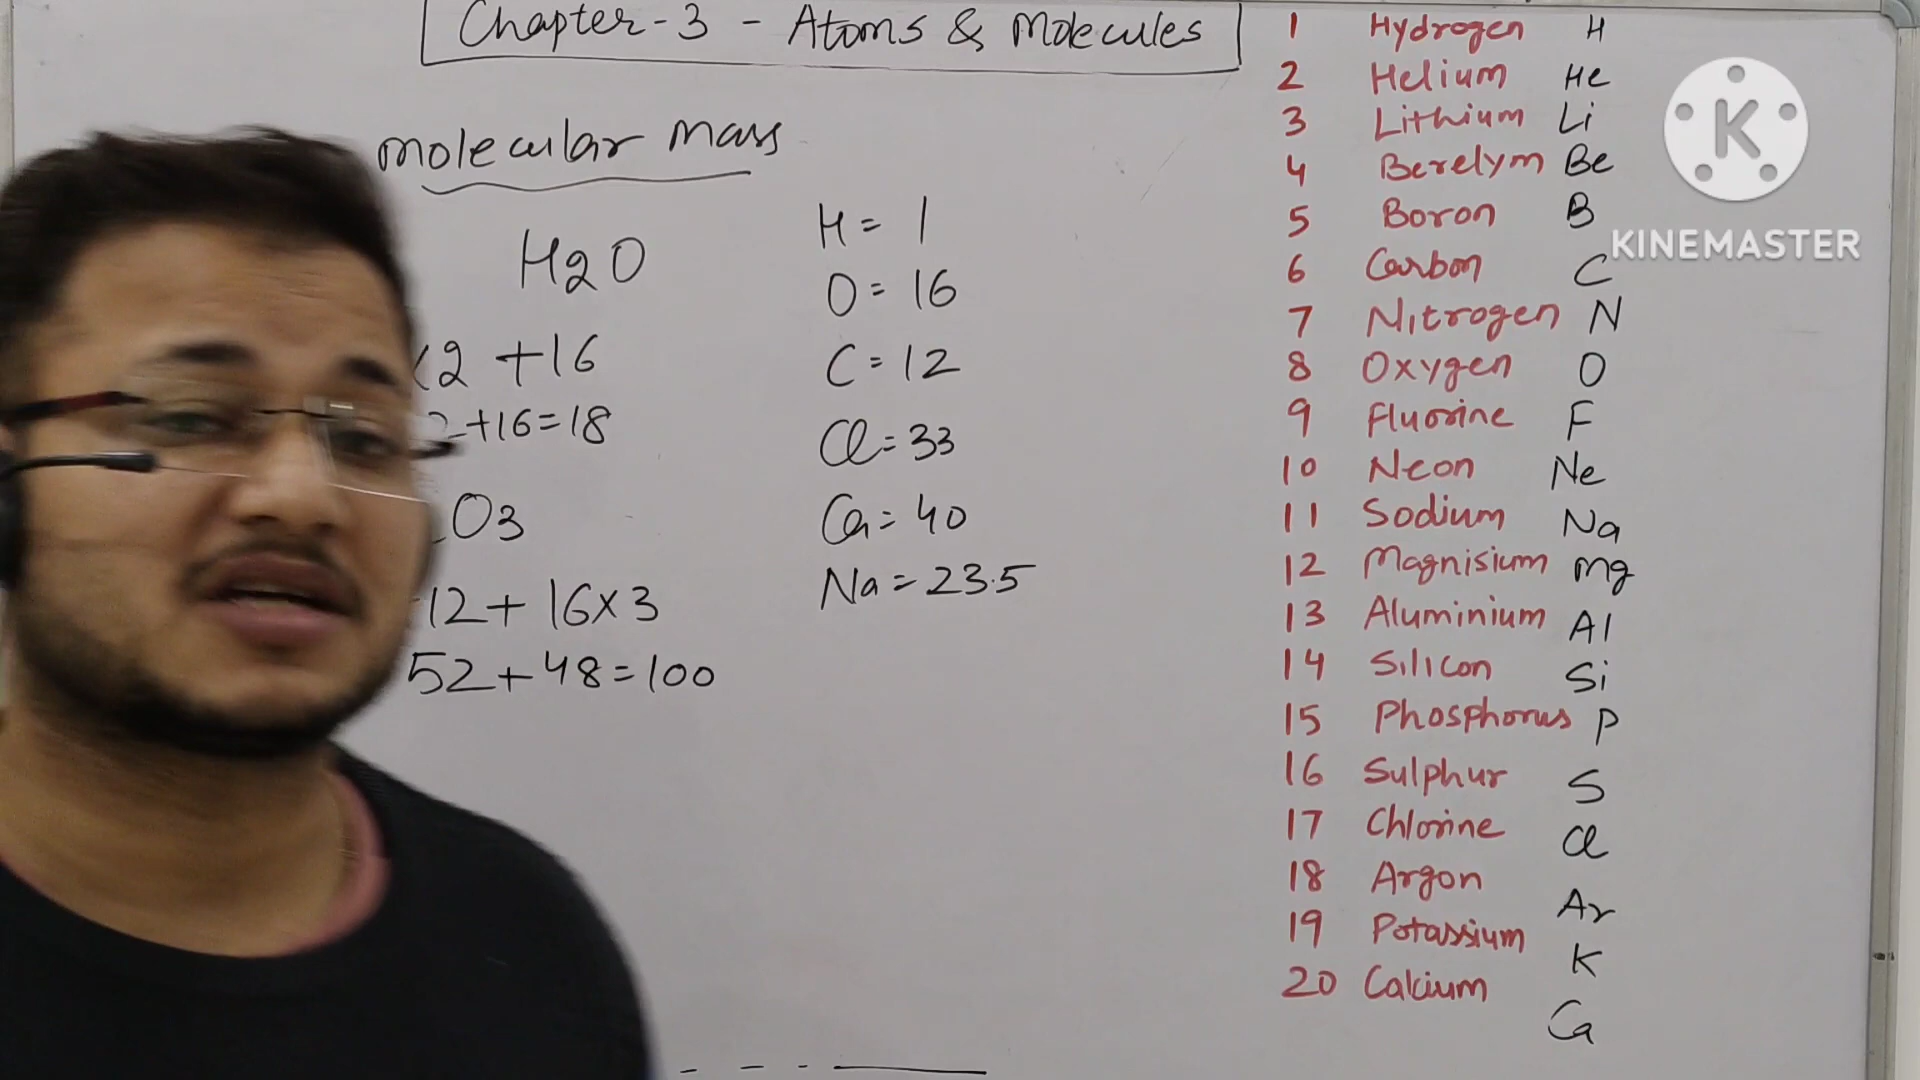 Chapter-3 - Atoms & Molecules
Molecular Mass
H2O
2 + 16
2+16=18
O3
12 + 16x3
52 + 48 = 100
H = 1
O = 16
C = 12
Cl = 33
Ca = 40
Na = 23.5
1 Hydrogen H
2 Helium He
3 Lithium Li
4 Berelym Be
5 Boron B
6 Carbon C
7 Nitrogen N
8 Oxygen O
9 Fluorine F
10 Neon Ne
11 Sodium Na
12 Magnisium Mg
13 Aluminium Al
14 Silicon Si
15 Phosphorus P
16 Sulphur S
17 Chlorine Cl
18 Argon Ar
19 Potassium K
20 Calcium Ca
K
KINEMASTER